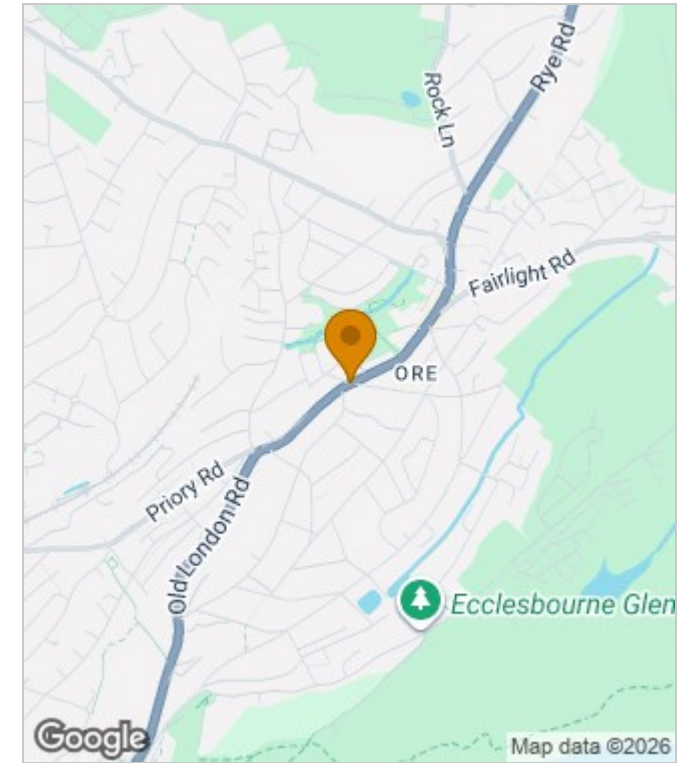 Rye Rd
Rock Ln
Fairlight Rd
ORE
Priory Rd
Old London Rd
Ecclesbourne Glen
Google
Map data ©2026